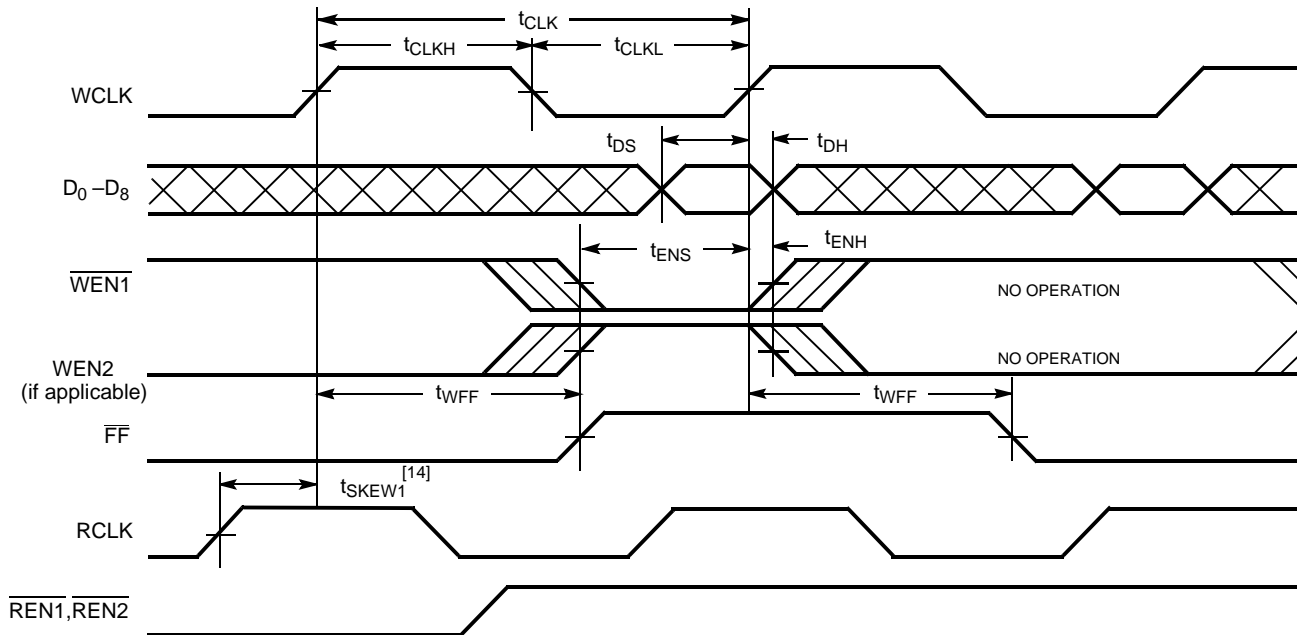 tCLK
tCLKH
tCLKL
WCLK
tDS
tDH
D0 –D8
tENS
tENH
WEN1
NO OPERATION
WEN2
(if applicable)
NO OPERATION
tWFF
tWFF
FF
tSKEW1[14]
RCLK
REN1,REN2